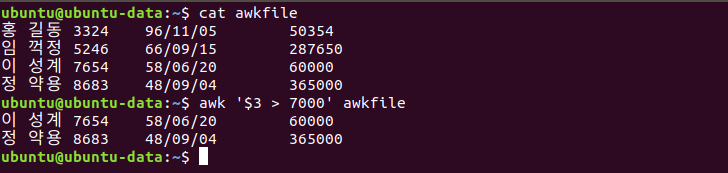 ubuntu@ubuntu-data:~$ cat awkfile
홍 길동 3324    96/11/05        50354
임 꺽정 5246    66/09/15        287650
이 성계 7654    58/06/20        60000
정 약용 8683    48/09/04        365000
ubuntu@ubuntu-data:~$ awk '$3 > 7000' awkfile
이 성계 7654    58/06/20        60000
정 약용 8683    48/09/04        365000
ubuntu@ubuntu-data:~$